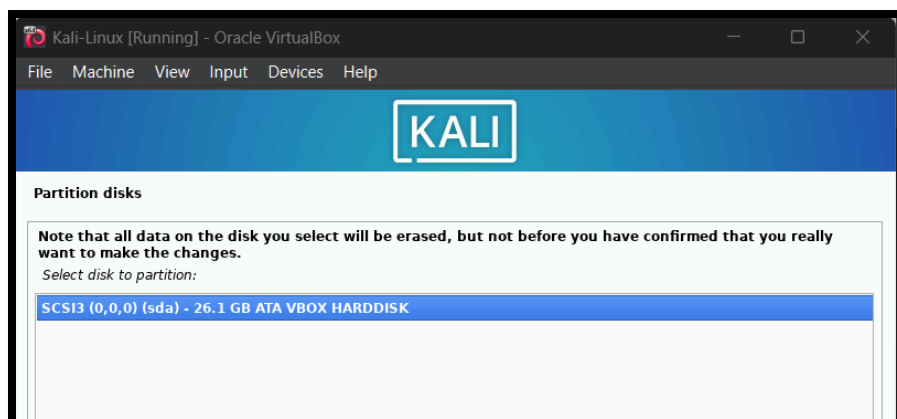 Kali-Linux [Running] - Oracle VirtualBox
File Machine View Input Devices Help
KALI
Partition disks
Note that all data on the disk you select will be erased, but not before you have confirmed that you really
want to make the changes.
Select disk to partition:
SCSI3 (0,0,0) (sda) - 26.1 GB ATA VBOX HARDDISK